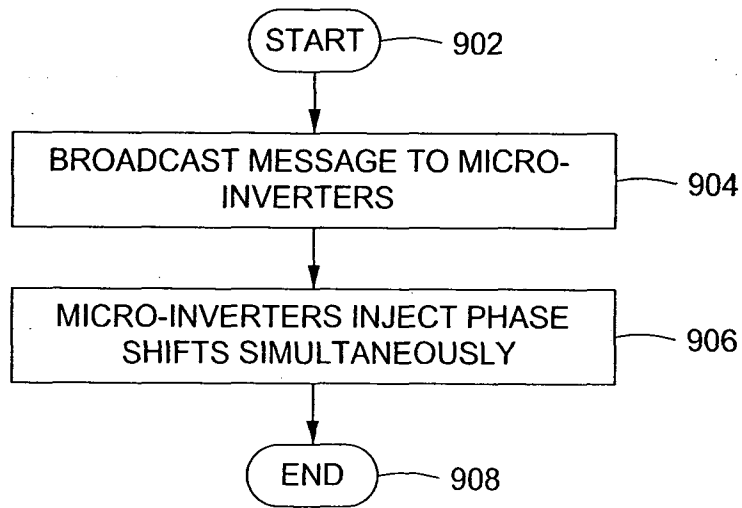 START
902
BROADCAST MESSAGE TO MICRO-
INVERTERS
904
MICRO-INVERTERS INJECT PHASE
SHIFTS SIMULTANEOUSLY
906
END
908